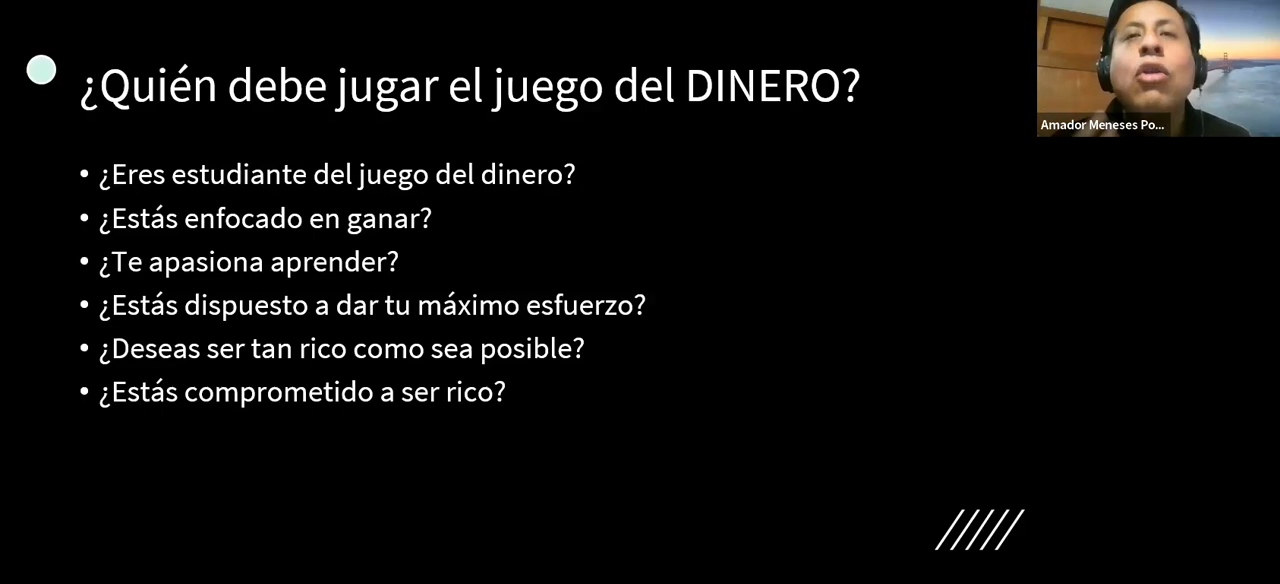 ¿Quién debe jugar el juego del DINERO?
• ¿Eres estudiante del juego del dinero?
• ¿Estás enfocado en ganar?
• ¿Te apasiona aprender?
• ¿Estás dispuesto a dar tu máximo esfuerzo?
• ¿Deseas ser tan rico como sea posible?
• ¿Estás comprometido a ser rico?
Amador Meneses Po...